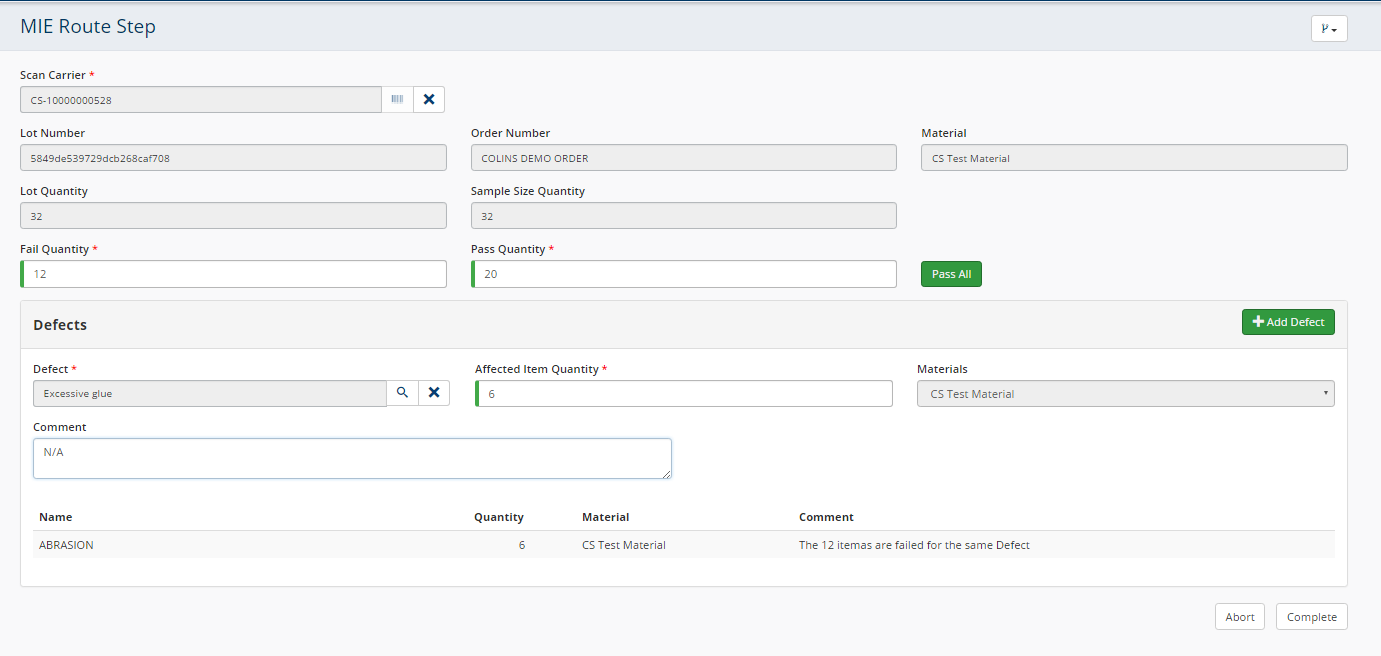 MIE Route Step
Scan Carrier *
CS-10000000528
Lot Number Order Number Material
5849de539729dcb268caf708 COLINS DEMO ORDER CS Test Material
Lot Quantity Sample Size Quantity
32 32
Fail Quantity * Pass Quantity *
12 20 Pass All
Defects Add Defect
Defect * Affected Item Quantity * Materials
Excessive glue 6 CS Test Material
Comment
N/A
Name Quantity Material Comment
ABRASION 6 CS Test Material The 12 itemas are failed for the same Defect
Abort Complete